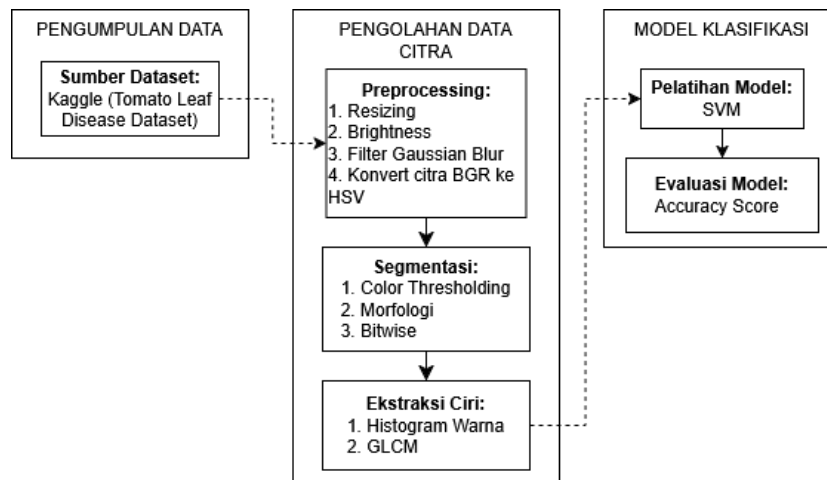 PENGUMPULAN DATA
Sumber Dataset:
Kaggle (Tomato Leaf
Disease Dataset)
PENGOLAHAN DATA
CITRA
Preprocessing:
1. Resizing
2. Brightness
3. Filter Gaussian Blur
4. Konvert citra BGR ke
HSV
Segmentasi:
1. Color Thresholding
2. Morfologi
3. Bitwise
Ekstraksi Ciri:
1. Histogram Warna
2. GLCM
MODEL KLASIFIKASI
Pelatihan Model:
SVM
Evaluasi Model:
Accuracy Score